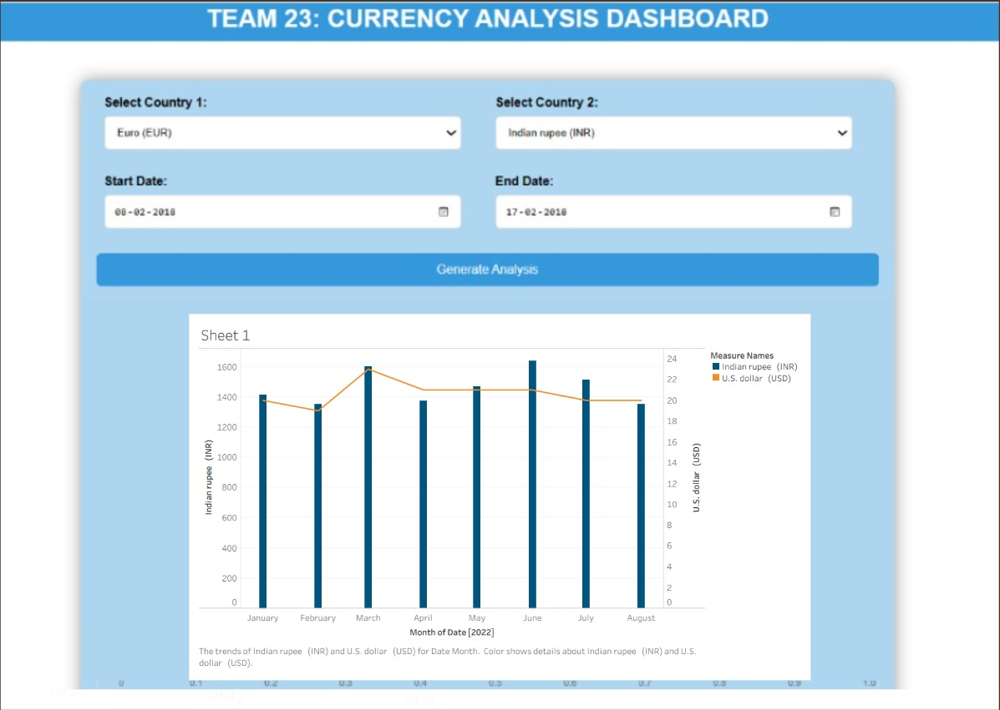 TEAM 23: CURRENCY ANALYSIS DASHBOARD
Select Country 1: Select Country 2:
Euro (EUR) Indian rupee (INR)
Start Date: End Date:
08-02-2018 17-02-2018
Generate Analysis
Sheet 1
Measure Names
Indian rupee (INR)
U.S. dollar (USD)
Indian rupee (INR)
1600
1400
1200
1000
800
600
400
200
0
24
22
20
18
16
14
12
10
8
6
4
2
0
U.S. dollar (USD)
January February March April May June July August
Month of Date [2022]
The trends of Indian rupee (INR) and U.S. dollar (USD) for Date Month. Color shows details about Indian rupee (INR) and U.S.
dollar (USD).
0 0.1 0.2 0.3 0.4 0.5 0.6 0.7 0.8 0.9 1.0